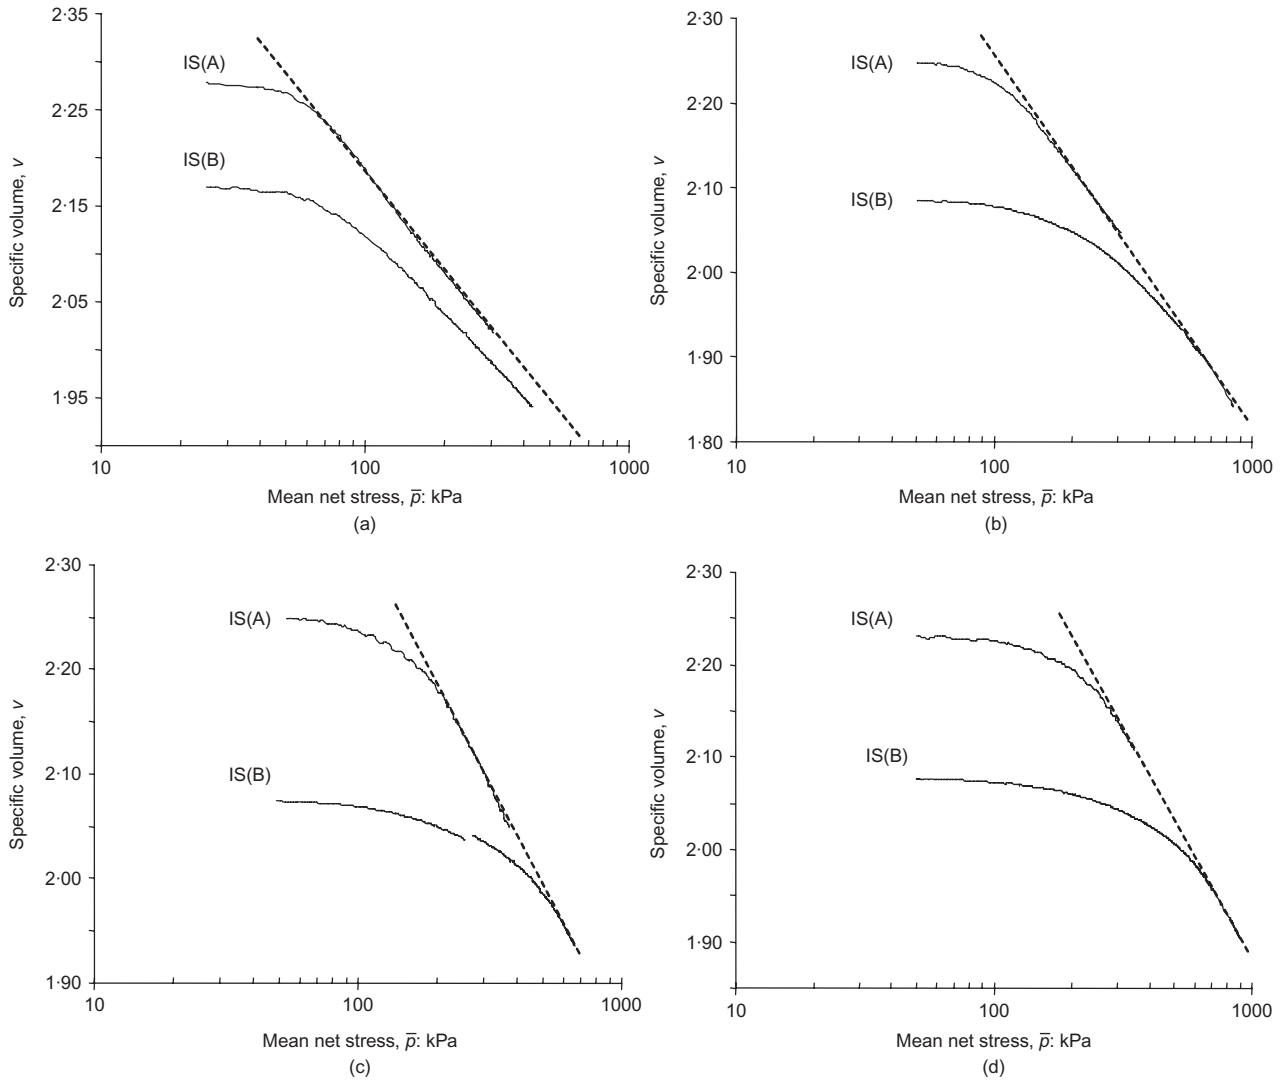 2·35
IS(A)
2·25
IS(B)
2·15
2·05
1·95
Specific volume, v
10
100
1000
Mean net stress, p̅: kPa
(a)
2·30
IS(A)
2·20
IS(B)
2·10
2·00
1·90
1·80
Specific volume, v
10
100
1000
Mean net stress, p̅: kPa
(b)
2·30
IS(A)
2·20
2·10
IS(B)
2·00
1·90
Specific volume, v
10
100
1000
Mean net stress, p̅: kPa
(c)
2·30
IS(A)
2·20
2·10
IS(B)
2·00
1·90
Specific volume, v
10
100
1000
Mean net stress, p̅: kPa
(d)